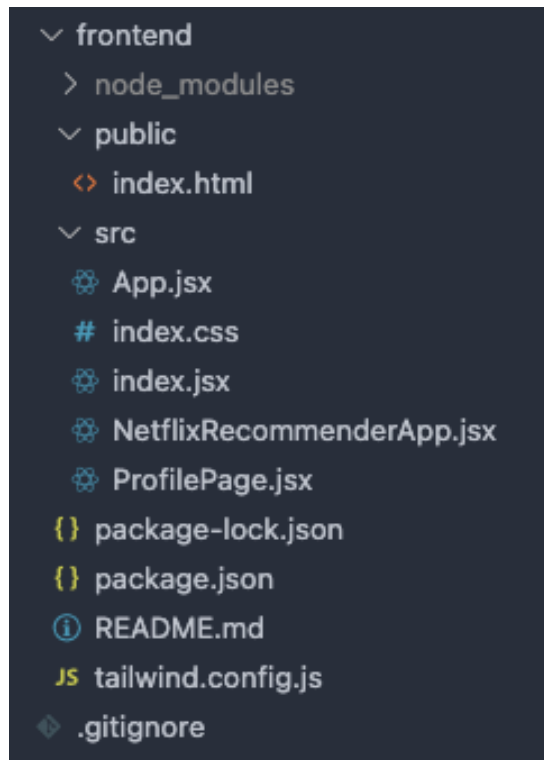 frontend
node_modules
public
<> index.html
src
App.jsx
# index.css
index.jsx
NetflixRecommenderApp.jsx
ProfilePage.jsx
{} package-lock.json
{} package.json
README.md
JS tailwind.config.js
.gitignore